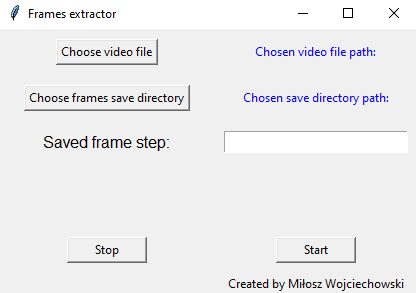 Frames extractor
Choose video file
Chosen video file path:
Choose frames save directory
Chosen save directory path:
Saved frame step:
Stop
Start
Created by Miłosz Wojciechowski